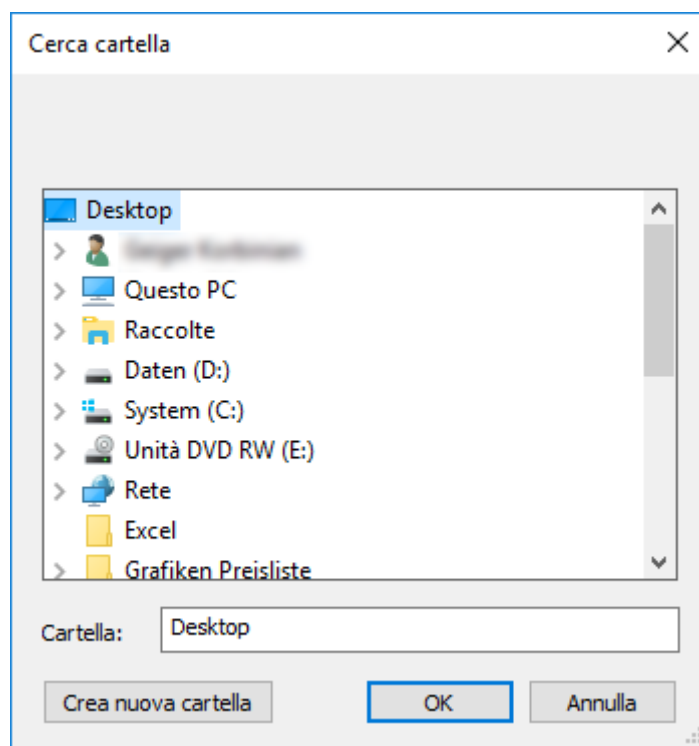 Cerca cartella
Desktop
Questo PC
Raccolte
Daten (D:)
System (C:)
Unità DVD RW (E:)
Rete
Excel
Grafiken Preisliste
Cartella: Desktop
Crea nuova cartella OK Annulla